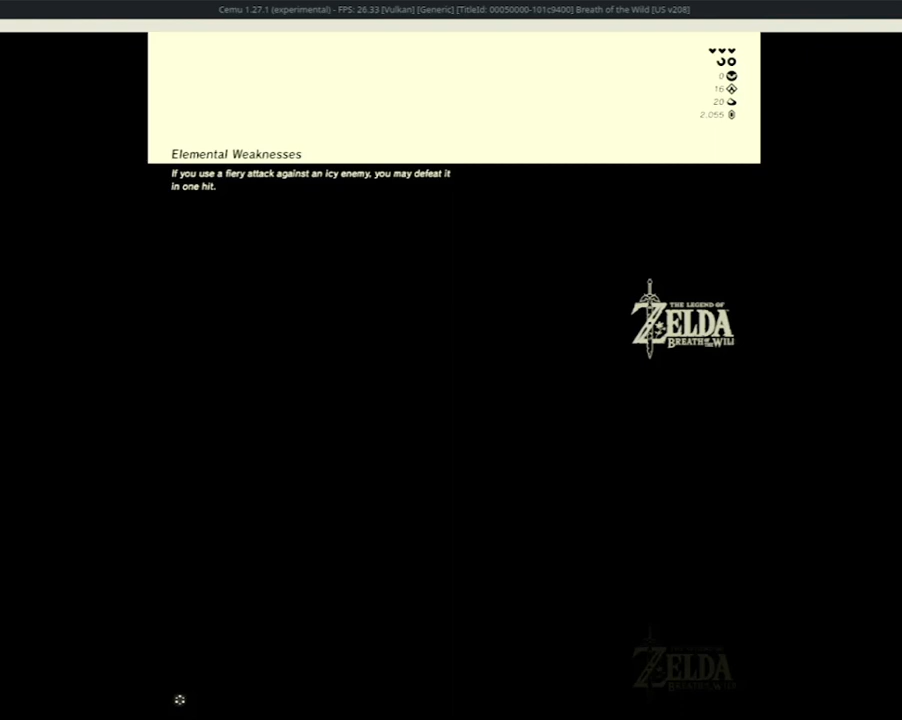 Cemu 1.27.1 (experimental) - FPS: 26.33 [Vulkan] [Generic] [TitleId: 00050000-101c9400] Breath of the Wild [US v208]
0
16
20
2.055
Elemental Weaknesses
If you use a fiery attack against an icy enemy, you may defeat it
in one hit.
THE LEGEND OF
ZELDA
BREATH OF THE WILD
ZELDA